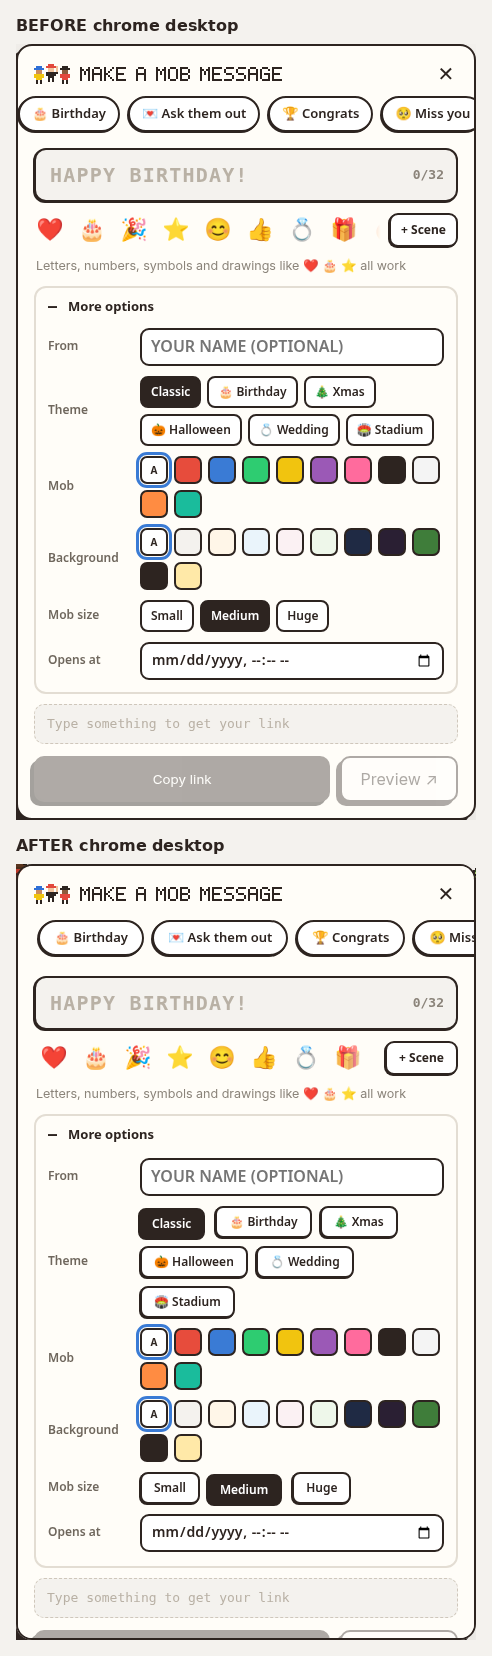 BEFORE chrome desktop
MAKE A MOB MESSAGE ✕
🎂 Birthday 💌 Ask them out 🏆 Congrats 🥺 Miss you
HAPPY BIRTHDAY! 0/32
❤️ 🎂 🎉 ⭐ 😊 👍 💍 🎁 + Scene
Letters, numbers, symbols and drawings like ❤️ 🎂 ⭐ all work
– More options
From YOUR NAME (OPTIONAL)
Theme Classic 🎂 Birthday 🎄 Xmas
🎃 Halloween 💍 Wedding 🏟️ Stadium
Mob A
Background A
Mob size Small Medium Huge
Opens at mm/dd/yyyy, --:-- --
Type something to get your link
Copy link Preview ↗
AFTER chrome desktop
MAKE A MOB MESSAGE ✕
🎂 Birthday 💌 Ask them out 🏆 Congrats 🥺 Miss
HAPPY BIRTHDAY! 0/32
❤️ 🎂 🎉 ⭐ 😊 👍 💍 🎁 + Scene
Letters, numbers, symbols and drawings like ❤️ 🎂 ⭐ all work
– More options
From YOUR NAME (OPTIONAL)
Theme Classic 🎂 Birthday 🎄 Xmas
🎃 Halloween 💍 Wedding
🏟️ Stadium
Mob A
Background A
Mob size Small Medium Huge
Opens at mm/dd/yyyy, --:-- --
Type something to get your link